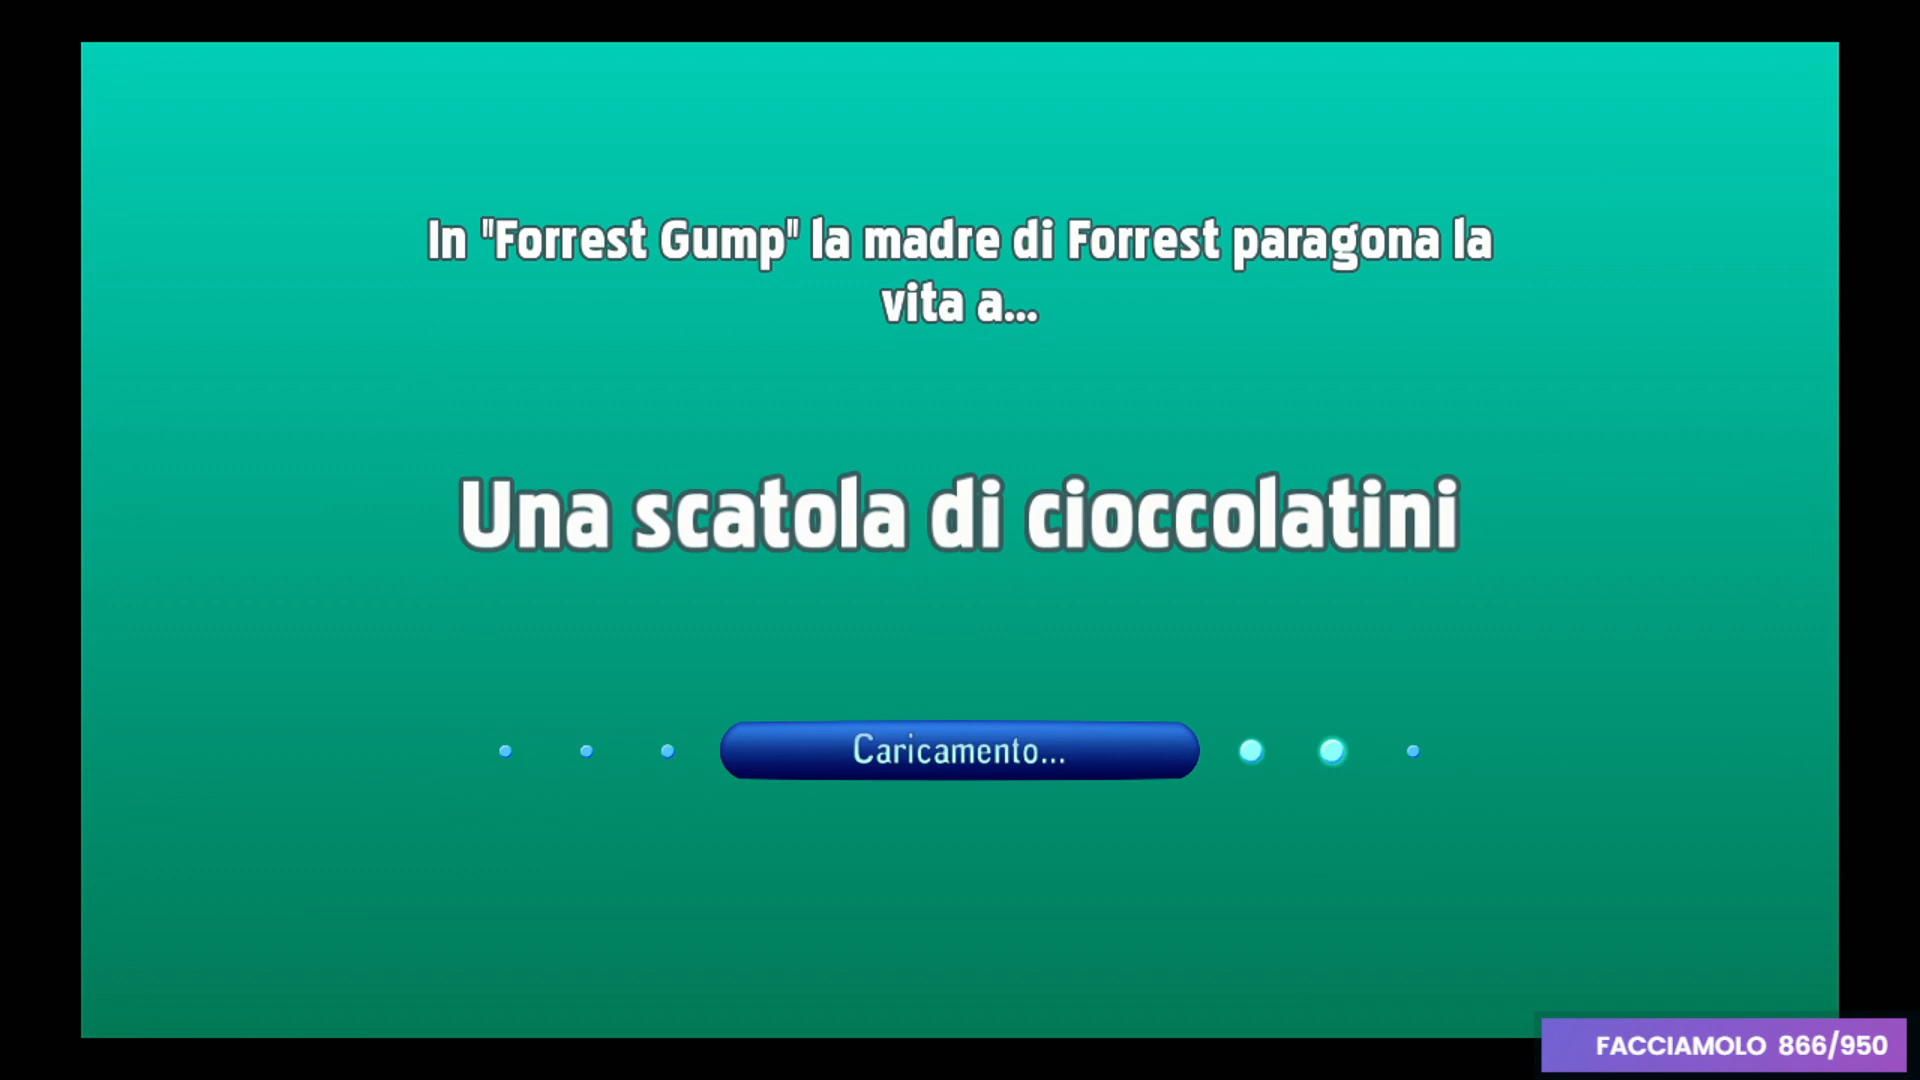 In "Forrest Gump" la madre di Forrest paragona la
vita a...
Una scatola di cioccolatini
Caricamento...
FACCIAMOLO 866/950